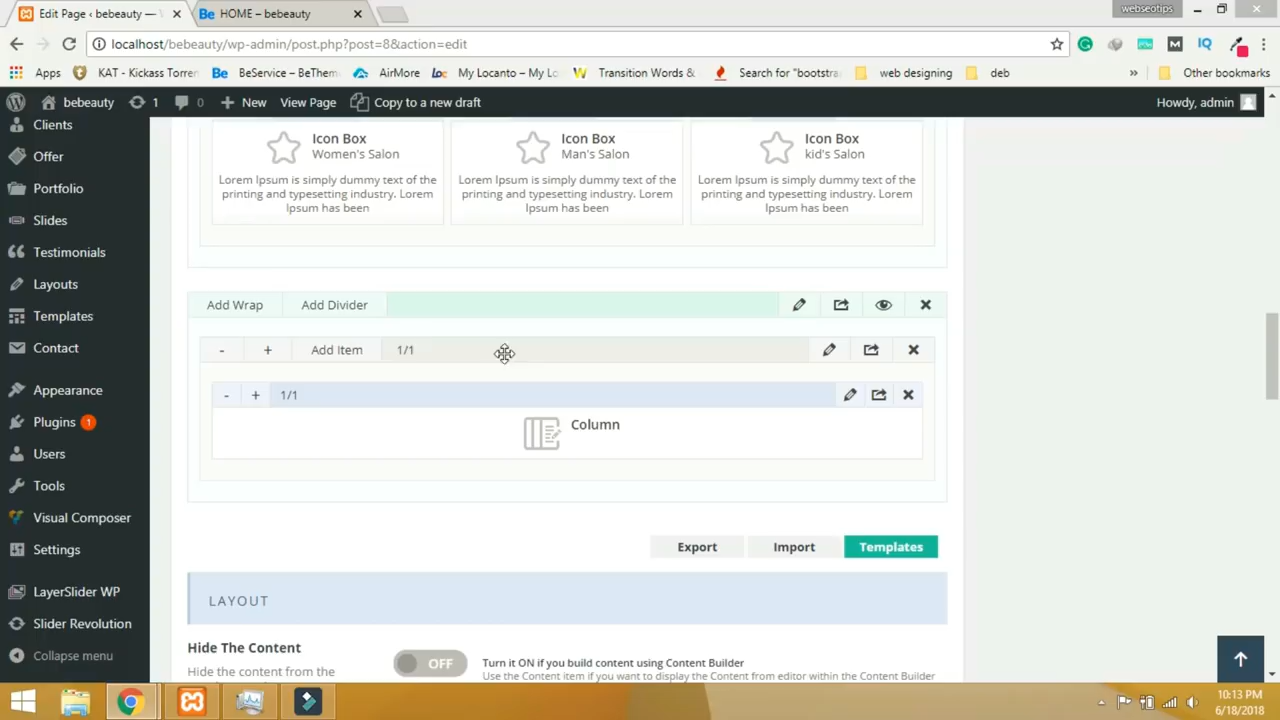 Edit Page ‹ bebeauty —
HOME – bebeauty
webseotips
localhost/bebeauty/wp-admin/post.php?post=8&action=edit
Apps
KAT - Kickass Torren
Be BeService – BeThem
AirMore
Loc My Locanto – My Lo
Transition Words &
Search for "bootstra
web designing
deb
»
Other bookmarks
bebeauty
1
0
New
View Page
Copy to a new draft
Howdy, admin
Clients
Offer
Portfolio
Slides
Testimonials
Layouts
Templates
Contact
Appearance
Plugins 1
Users
Tools
Visual Composer
Settings
LayerSlider WP
Slider Revolution
Collapse menu
Icon Box
Women's Salon
Lorem Ipsum is simply dummy text of the
printing and typesetting industry. Lorem
Ipsum has been
Icon Box
Man's Salon
Lorem Ipsum is simply dummy text of the
printing and typesetting industry. Lorem
Ipsum has been
Icon Box
kid's Salon
Lorem Ipsum is simply dummy text of the
printing and typesetting industry. Lorem
Ipsum has been
Add Wrap
Add Divider
- + Add Item 1/1
- + 1/1
Column
Export
Import
Templates
LAYOUT
Hide The Content
Hide the content from the
OFF
Turn it ON if you build content using Content Builder
Use the Content item if you want to display the Content from editor within the Content Builder
10:13 PM
6/18/2018